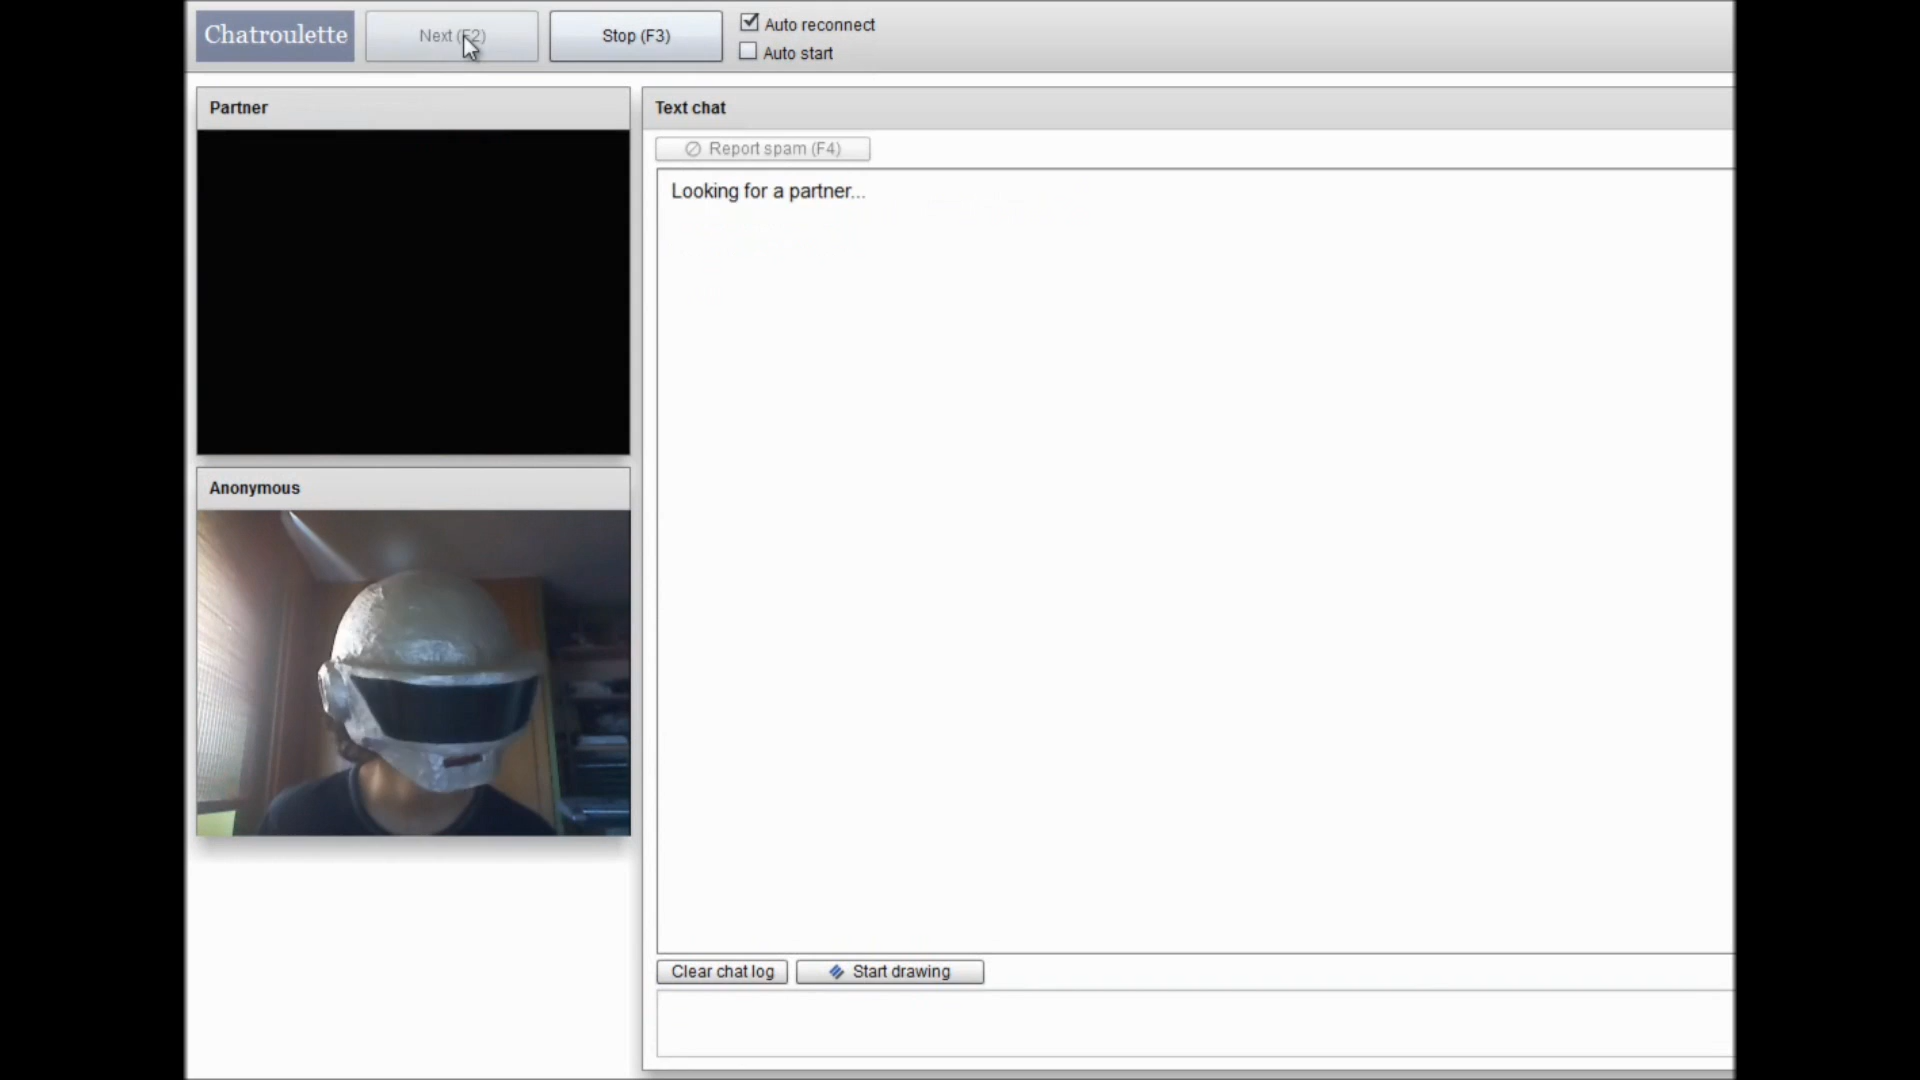 Chatroulette
Next (F2)
Stop (F3)
Auto reconnect
Auto start
Partner
Text chat
Report spam (F4)
Looking for a partner...
Anonymous
Clear chat log
Start drawing